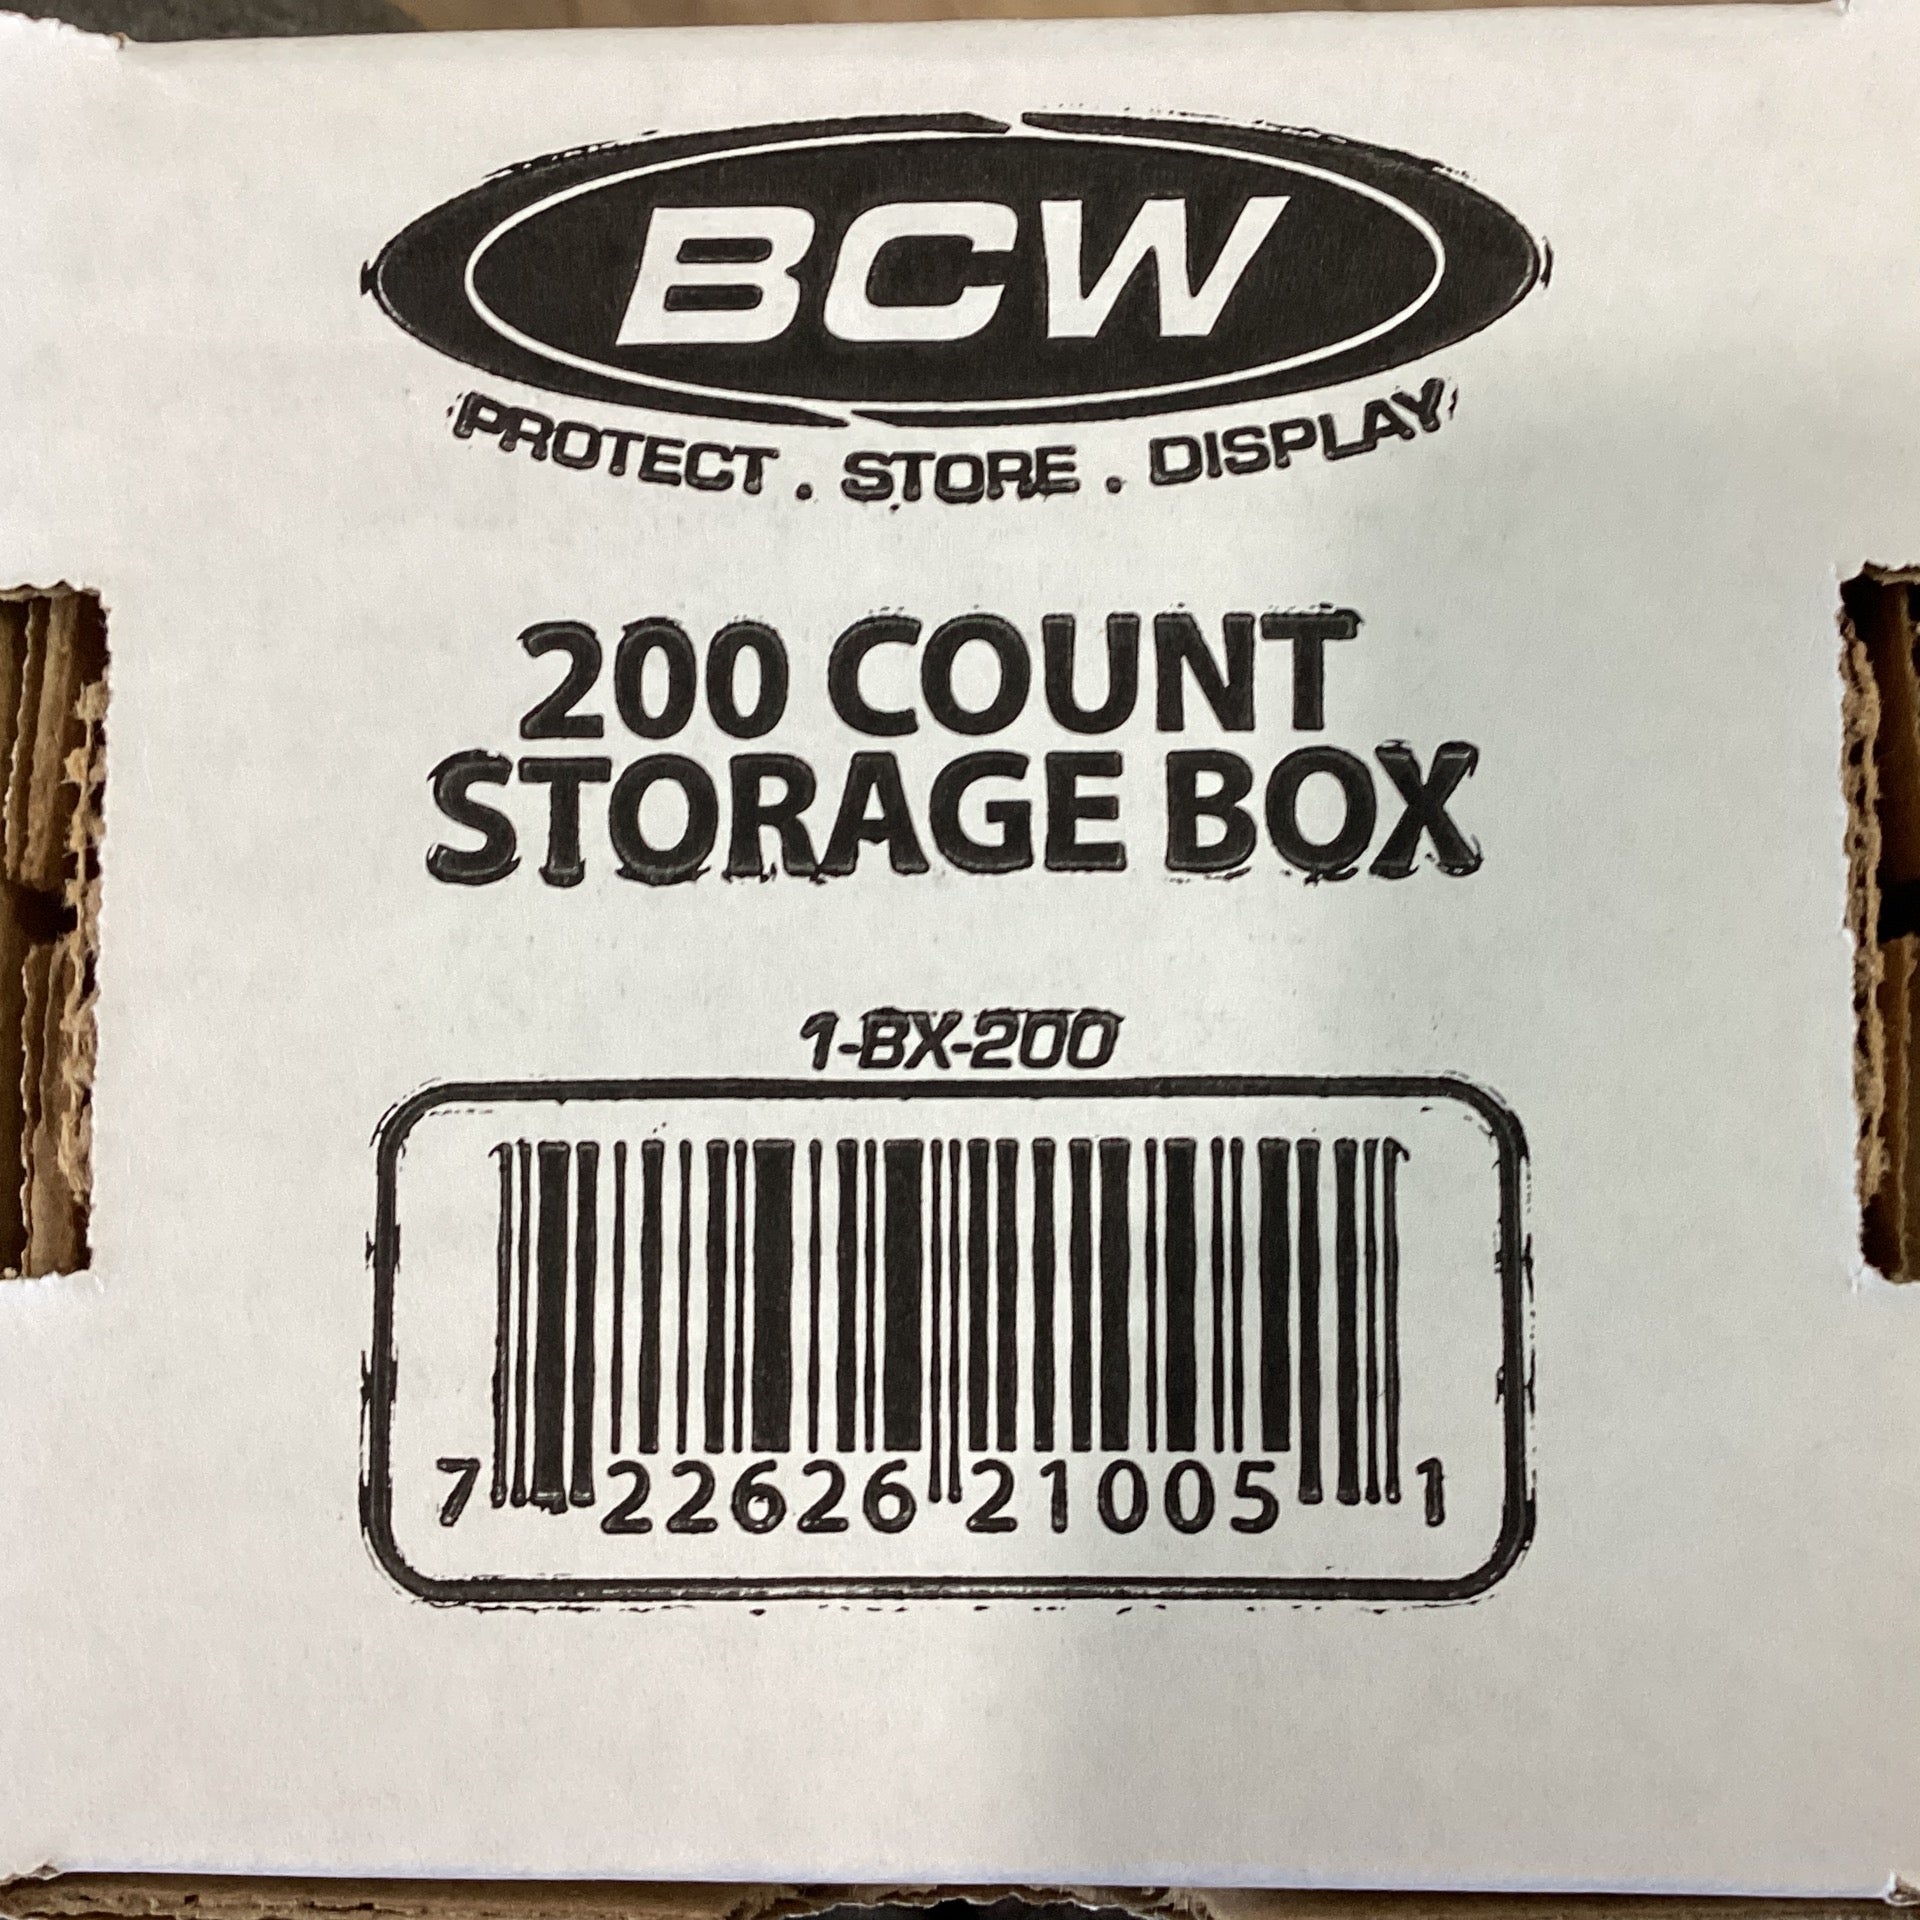 BCW
PROTECT . STORE . DISPLAY
200 COUNT
STORAGE BOX
1-BX-200
7 22626 21005 1